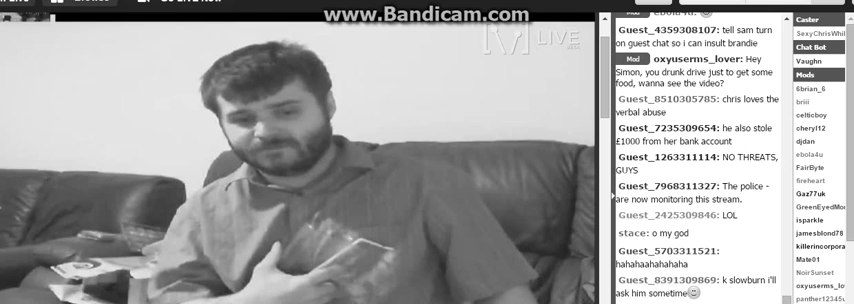 www.Bandicam.com
LIVE
Guest_4359308107: tell sam turn
on guest chat so i can insult brandie
Mod oxyuserms_lover: Hey
Simon, you drunk drive just to get some
food, wanna see the video?
Guest_8510305785: chris loves the
verbal abuse
Guest_7235309654: he also stole
£1000 from her bank account
Guest_1263311114: NO THREATS,
GUYS
Guest_7968311327: The police -
are now monitoring this stream.
Guest_2425309846: LOL
stace: o my god
Guest_5703311521:
hahahaahahahaha
Guest_8391309869: k slowburn i'll
ask him sometime
Caster
SexyChrisWhil
Chat Bot
Vaughn
Mods
6brian_6
briii
celticboy
cheryl12
djdan
ebola4u
FairByte
fireheart
Gaz77uk
GreenEyedMo
isparkle
jamesblond78
killerincorpora
Mate01
NoirSunset
oxyuserms_lo
panther12345u